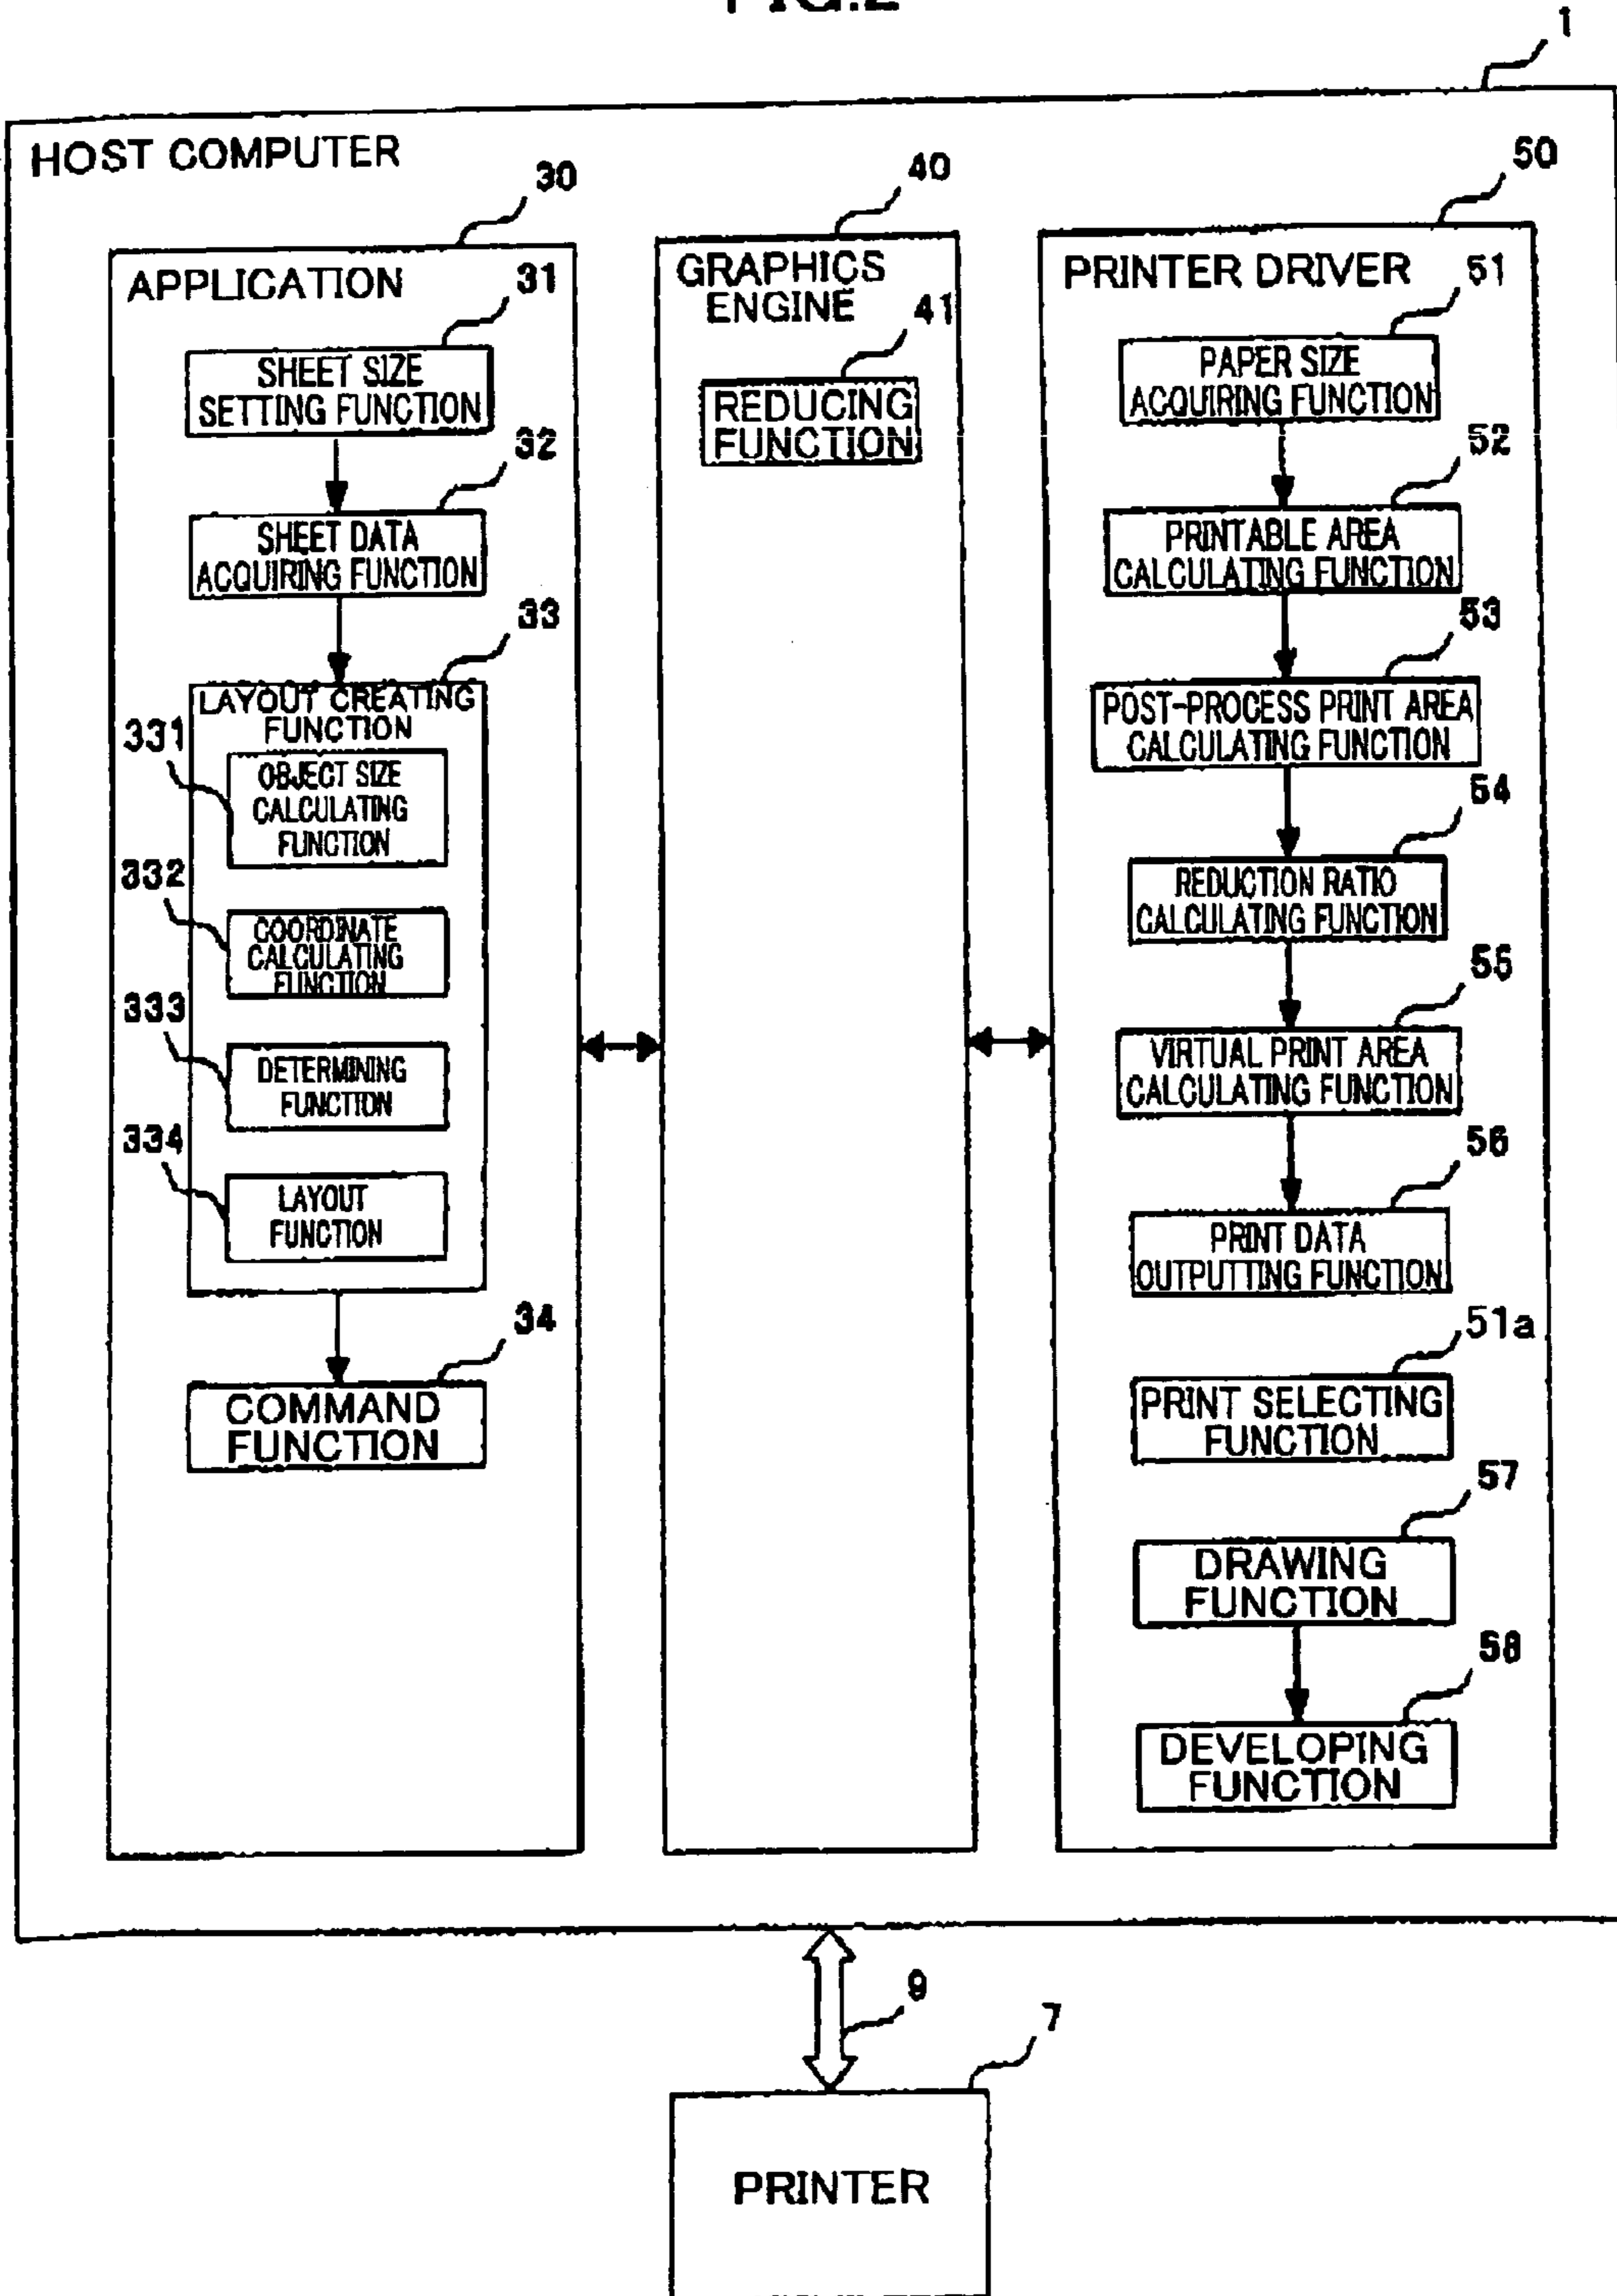 FIG.2
1
HOST COMPUTER
30
40
50
APPLICATION
31
SHEET SIZE
SETTING FUNCTION
32
SHEET DATA
ACQUIRING FUNCTION
33
LAYOUT CREATING
FUNCTION
331
OBJECT SIZE
CALCULATING
FUNCTION
332
COORDINATE
CALCULATING
FUNCTION
333
DETERMINING
FUNCTION
334
LAYOUT
FUNCTION
34
COMMAND
FUNCTION
GRAPHICS
ENGINE
41
REDUCING
FUNCTION
PRINTER DRIVER
51
PAPER SIZE
ACQUIRING FUNCTION
52
PRINTABLE AREA
CALCULATING FUNCTION
53
POST-PROCESS PRINT AREA
CALCULATING FUNCTION
54
REDUCTION RATIO
CALCULATING FUNCTION
55
VIRTUAL PRINT AREA
CALCULATING FUNCTION
56
PRINT DATA
OUTPUTTING FUNCTION
51a
PRINT SELECTING
FUNCTION
57
DRAWING
FUNCTION
58
DEVELOPING
FUNCTION
9
7
PRINTER